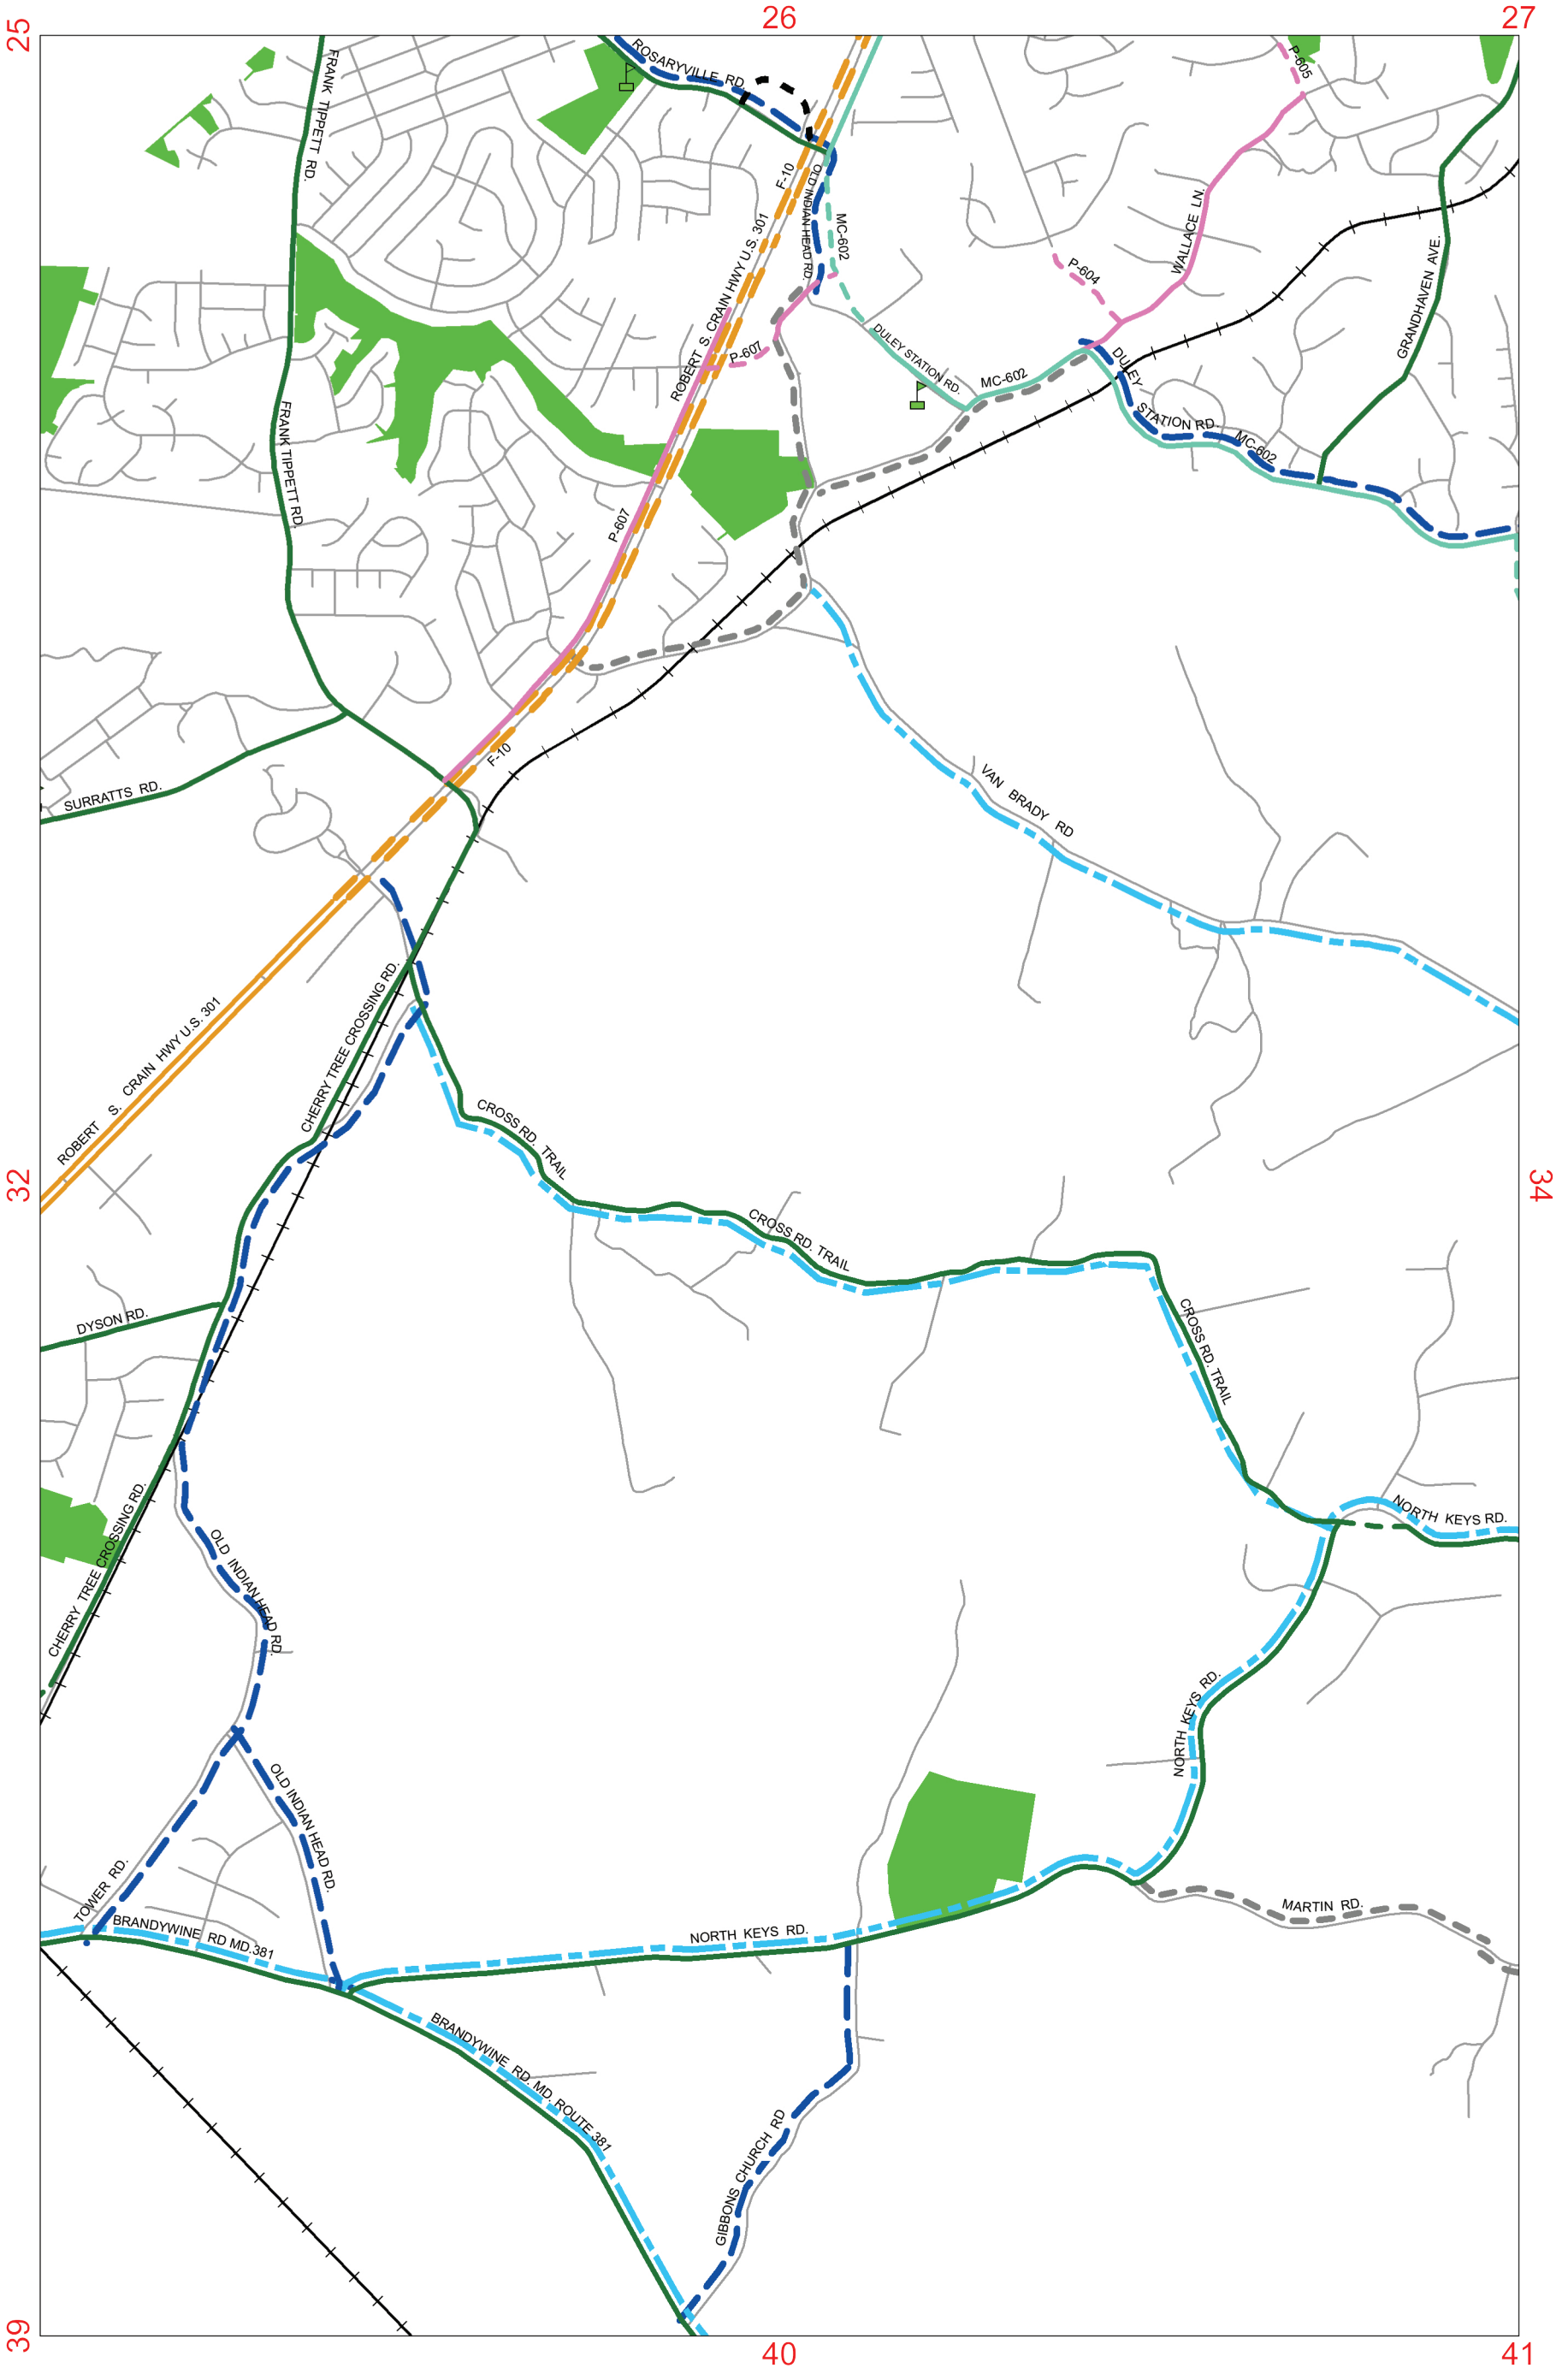 25
26
27
FRANK TIPPETT RD.
ROSARYVILLE RD.
P-605
F-10
OLD INDIAN HEAD RD.
MC-602
WALLACE LN.
P-604
GRANDHAVEN AVE.
ROBERT S. CRAIN HWY U.S. 301
P-607
DULEY STATION RD.
MC-602
DULEY
STATION RD.
MC-602
FRANK TIPPETT RD.
P-607
F-10
SURRATTS RD.
VAN BRADY RD
ROBERT S. CRAIN HWY U.S. 301
CHERRY TREE CROSSING RD.
CROSS RD. TRAIL
32
34
CROSS RD. TRAIL
DYSON RD.
CROSS RD. TRAIL
CHERRY TREE CROSSING RD.
NORTH KEYS RD.
OLD INDIAN HEAD RD.
NORTH KEYS RD.
OLD INDIAN HEAD RD.
TOWER RD.
MARTIN RD.
BRANDYWINE RD MD.381
NORTH KEYS RD.
BRANDYWINE RD. MD. ROUTE 381
GIBBONS CHURCH RD
39
40
41